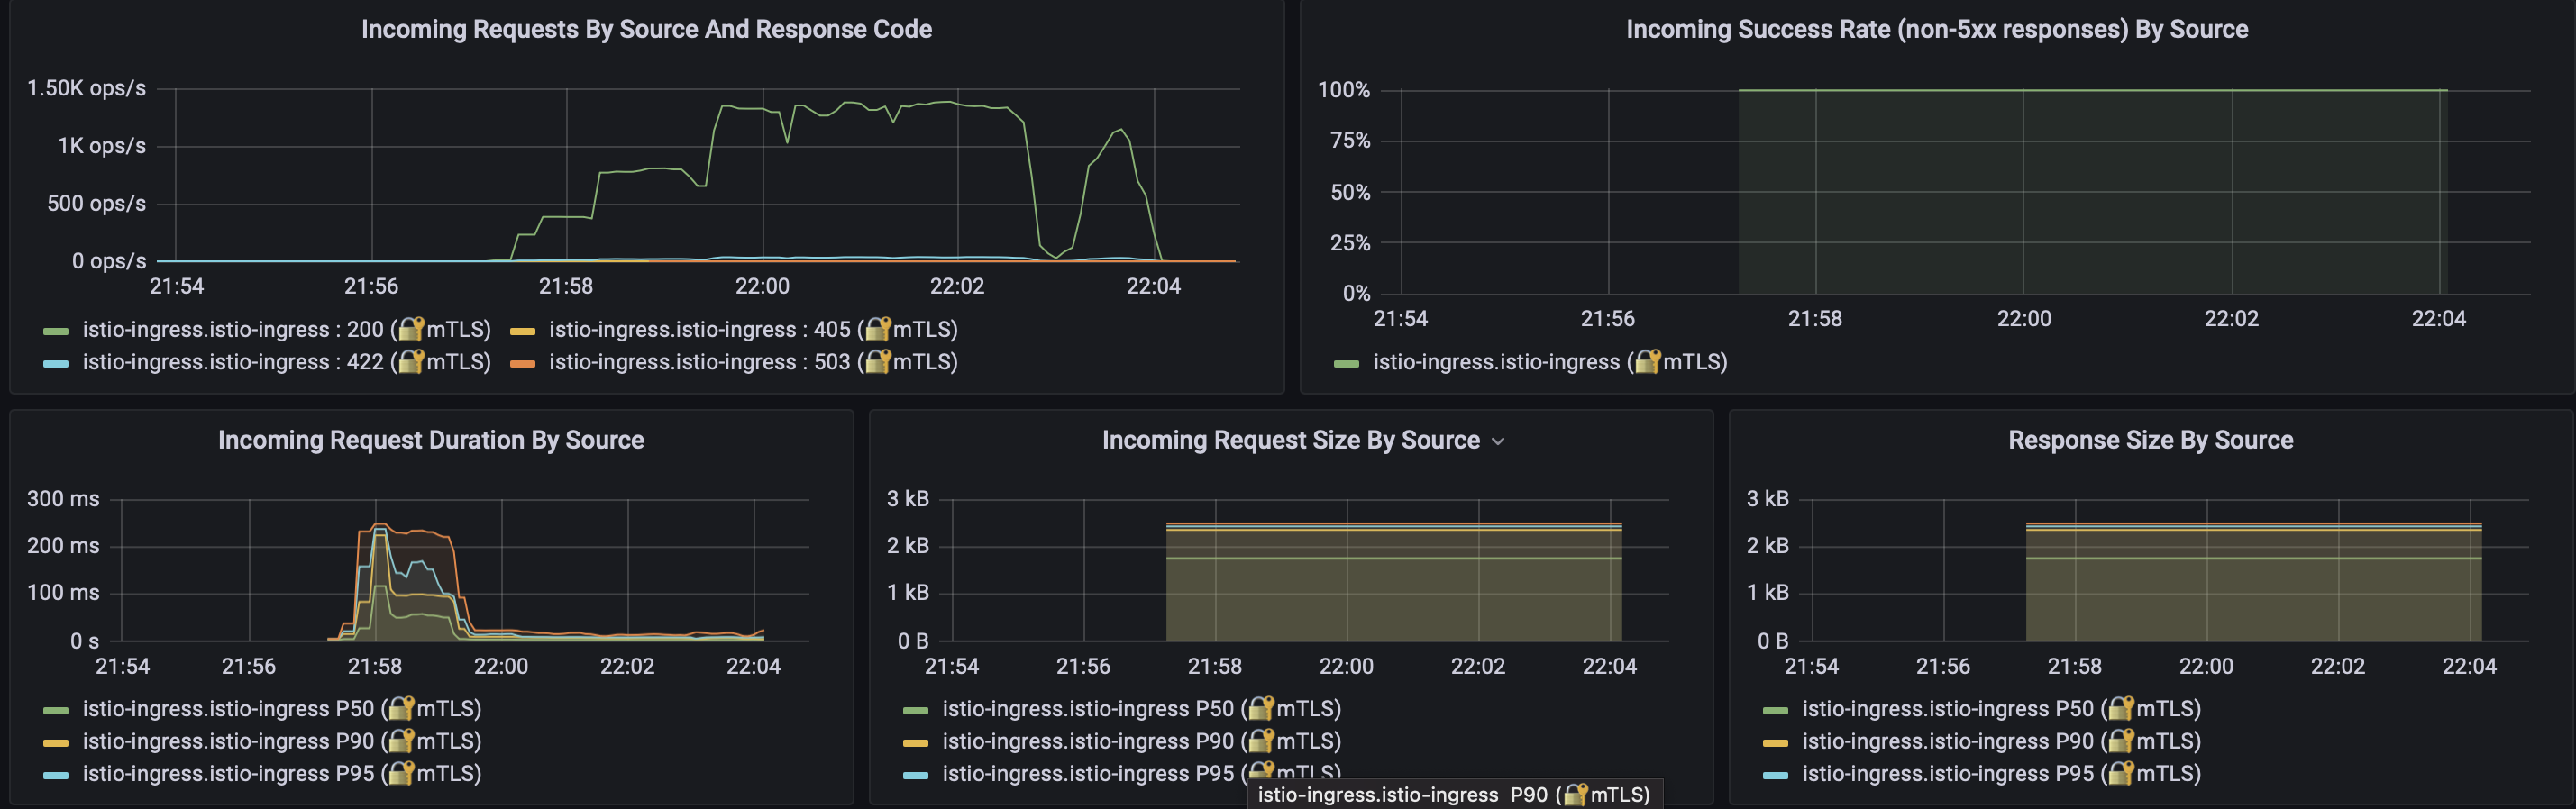 Incoming Requests By Source And Response Code
1.50K ops/s
1K ops/s
500 ops/s
0 ops/s
21:54 21:56 21:58 22:00 22:02 22:04
istio-ingress.istio-ingress : 200 (🔐mTLS) istio-ingress.istio-ingress : 405 (🔐mTLS)
istio-ingress.istio-ingress : 422 (🔐mTLS) istio-ingress.istio-ingress : 503 (🔐mTLS)
Incoming Success Rate (non-5xx responses) By Source
100%
75%
50%
25%
0%
21:54 21:56 21:58 22:00 22:02 22:04
istio-ingress.istio-ingress (🔐mTLS)
Incoming Request Duration By Source
300 ms
200 ms
100 ms
0 s
21:54 21:56 21:58 22:00 22:02 22:04
istio-ingress.istio-ingress P50 (🔐mTLS)
istio-ingress.istio-ingress P90 (🔐mTLS)
istio-ingress.istio-ingress P95 (🔐mTLS)
Incoming Request Size By Source
3 kB
2 kB
1 kB
0 B
21:54 21:56 21:58 22:00 22:02 22:04
istio-ingress.istio-ingress P50 (🔐mTLS)
istio-ingress.istio-ingress P90 (🔐mTLS)
istio-ingress.istio-ingress P95 (🔐mTLS)
istio-ingress.istio-ingress P90 (🔐mTLS)
Response Size By Source
3 kB
2 kB
1 kB
0 B
21:54 21:56 21:58 22:00 22:02 22:04
istio-ingress.istio-ingress P50 (🔐mTLS)
istio-ingress.istio-ingress P90 (🔐mTLS)
istio-ingress.istio-ingress P95 (🔐mTLS)